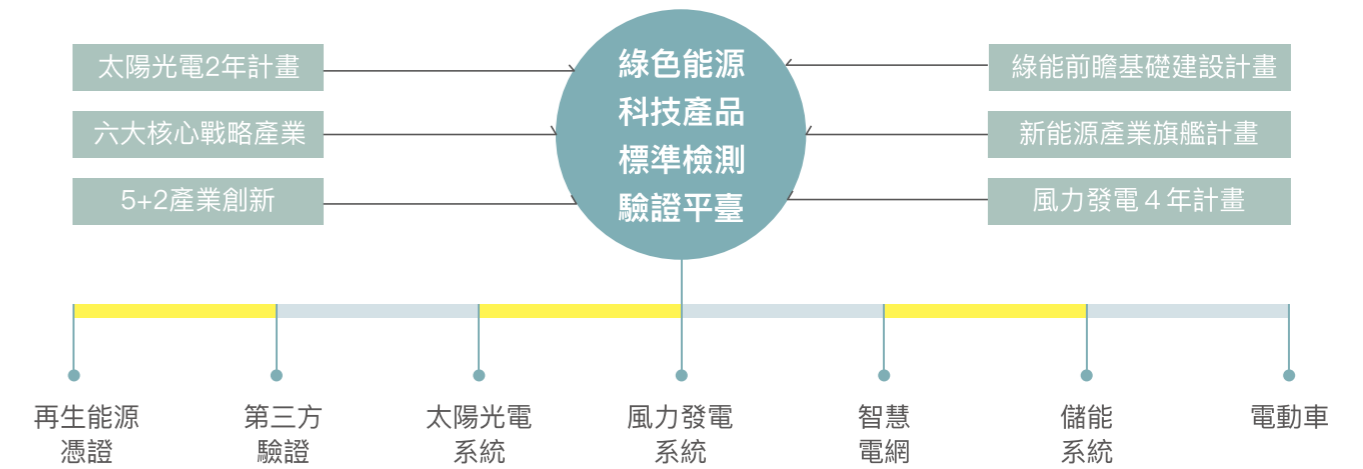 太陽光電2年計畫
六大核心戰略產業
5+2產業創新
綠色能源
科技產品
標準檢測
驗證平臺
綠能前瞻基礎建設計畫
新能源產業旗艦計畫
風力發電４年計畫
再生能源
憑證
第三方
驗證
太陽光電
系統
風力發電
系統
智慧
電網
儲能
系統
電動車